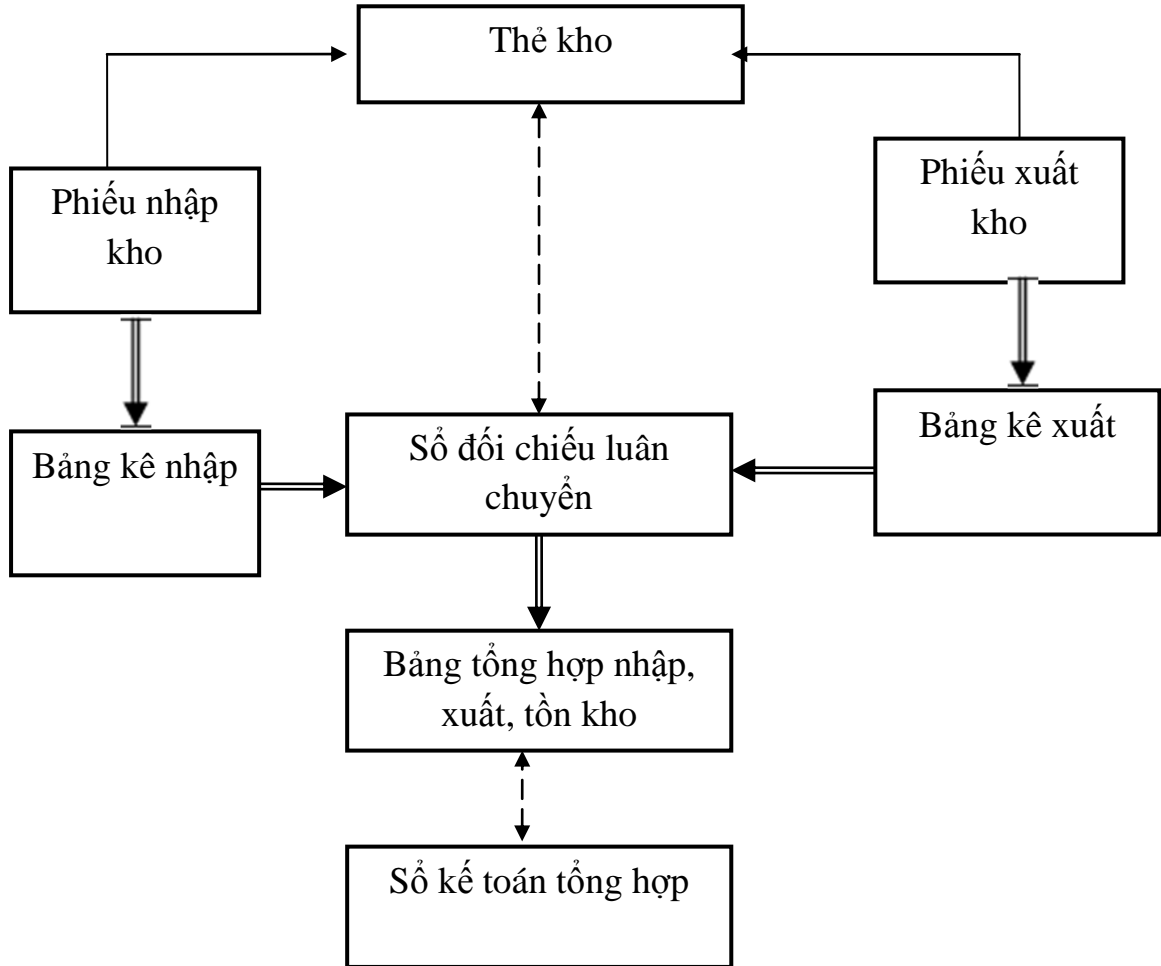 Thẻ kho
Phiếu nhập
kho
Phiếu xuất
kho
Bảng kê nhập
Sổ đối chiếu luân
chuyển
Bảng kê xuất
Bảng tổng hợp nhập,
xuất, tồn kho
Sổ kế toán tổng hợp